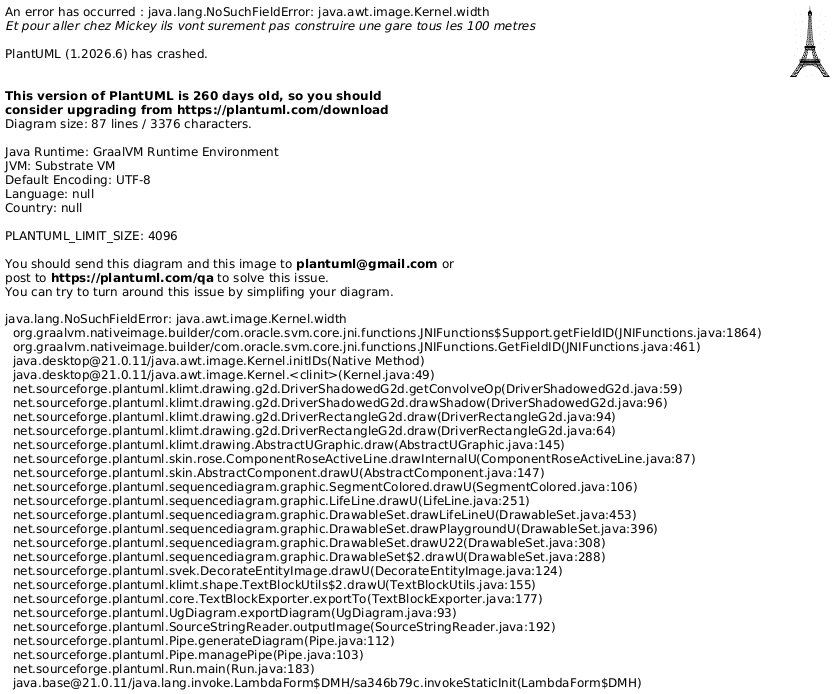 An error has occurred : java.lang.NoSuchFieldError: java.awt.image.Kernel.width
Et pour aller chez Mickey ils vont surement pas construire une gare tous les 100 metres
PlantUML (1.2026.6) has crashed.
This version of PlantUML is 260 days old, so you should
consider upgrading from https://plantuml.com/download
Diagram size: 87 lines / 3376 characters.
Java Runtime: GraalVM Runtime Environment
JVM: Substrate VM
Default Encoding: UTF-8
Language: null
Country: null
PLANTUML_LIMIT_SIZE: 4096
You should send this diagram and this image to plantuml@gmail.com or
post to https://plantuml.com/qa to solve this issue.
You can try to turn around this issue by simplifing your diagram.
java.lang.NoSuchFieldError: java.awt.image.Kernel.width
org.graalvm.nativeimage.builder/com.oracle.svm.core.jni.functions.JNIFunctions$Support.getFieldID(JNIFunctions.java:1864)
org.graalvm.nativeimage.builder/com.oracle.svm.core.jni.functions.JNIFunctions.GetFieldID(JNIFunctions.java:461)
java.desktop@21.0.11/java.awt.image.Kernel.initIDs(Native Method)
java.desktop@21.0.11/java.awt.image.Kernel.<clinit>(Kernel.java:49)
net.sourceforge.plantuml.klimt.drawing.g2d.DriverShadowedG2d.getConvolveOp(DriverShadowedG2d.java:59)
net.sourceforge.plantuml.klimt.drawing.g2d.DriverShadowedG2d.drawShadow(DriverShadowedG2d.java:96)
net.sourceforge.plantuml.klimt.drawing.g2d.DriverRectangleG2d.draw(DriverRectangleG2d.java:94)
net.sourceforge.plantuml.klimt.drawing.g2d.DriverRectangleG2d.draw(DriverRectangleG2d.java:64)
net.sourceforge.plantuml.klimt.drawing.AbstractUGraphic.draw(AbstractUGraphic.java:145)
net.sourceforge.plantuml.skin.rose.ComponentRoseActiveLine.drawInternalU(ComponentRoseActiveLine.java:87)
net.sourceforge.plantuml.skin.AbstractComponent.drawU(AbstractComponent.java:147)
net.sourceforge.plantuml.sequencediagram.graphic.SegmentColored.drawU(SegmentColored.java:106)
net.sourceforge.plantuml.sequencediagram.graphic.LifeLine.drawU(LifeLine.java:251)
net.sourceforge.plantuml.sequencediagram.graphic.DrawableSet.drawLifeLineU(DrawableSet.java:453)
net.sourceforge.plantuml.sequencediagram.graphic.DrawableSet.drawPlaygroundU(DrawableSet.java:396)
net.sourceforge.plantuml.sequencediagram.graphic.DrawableSet.drawU22(DrawableSet.java:308)
net.sourceforge.plantuml.sequencediagram.graphic.DrawableSet$2.drawU(DrawableSet.java:288)
net.sourceforge.plantuml.svek.DecorateEntityImage.drawU(DecorateEntityImage.java:124)
net.sourceforge.plantuml.klimt.shape.TextBlockUtils$2.drawU(TextBlockUtils.java:155)
net.sourceforge.plantuml.core.TextBlockExporter.exportTo(TextBlockExporter.java:177)
net.sourceforge.plantuml.UgDiagram.exportDiagram(UgDiagram.java:93)
net.sourceforge.plantuml.SourceStringReader.outputImage(SourceStringReader.java:192)
net.sourceforge.plantuml.Pipe.generateDiagram(Pipe.java:112)
net.sourceforge.plantuml.Pipe.managePipe(Pipe.java:103)
net.sourceforge.plantuml.Run.main(Run.java:183)
java.base@21.0.11/java.lang.invoke.LambdaForm$DMH/sa346b79c.invokeStaticInit(LambdaForm$DMH)